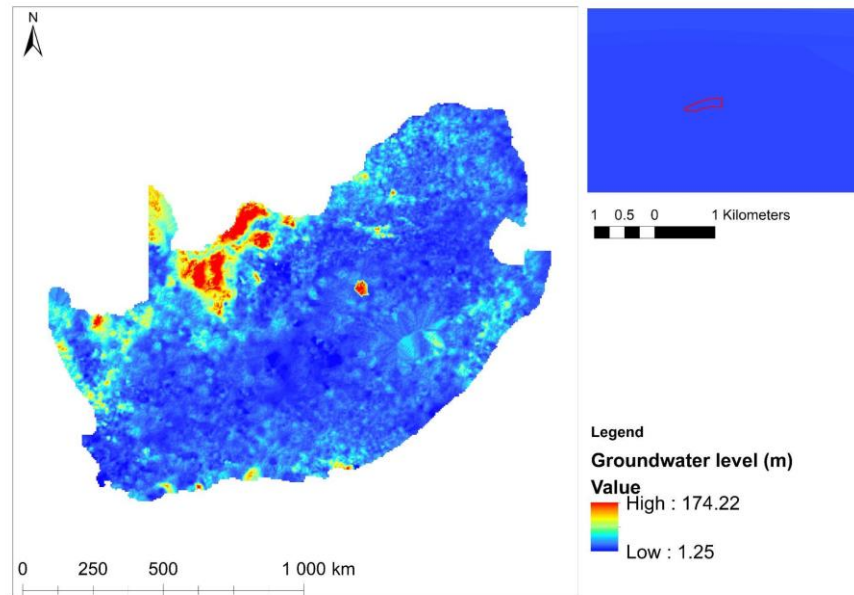 N
1 0.5 0 1 Kilometers
Legend
Groundwater level (m)
Value
High : 174.22
Low : 1.25
0 250 500 1 000 km